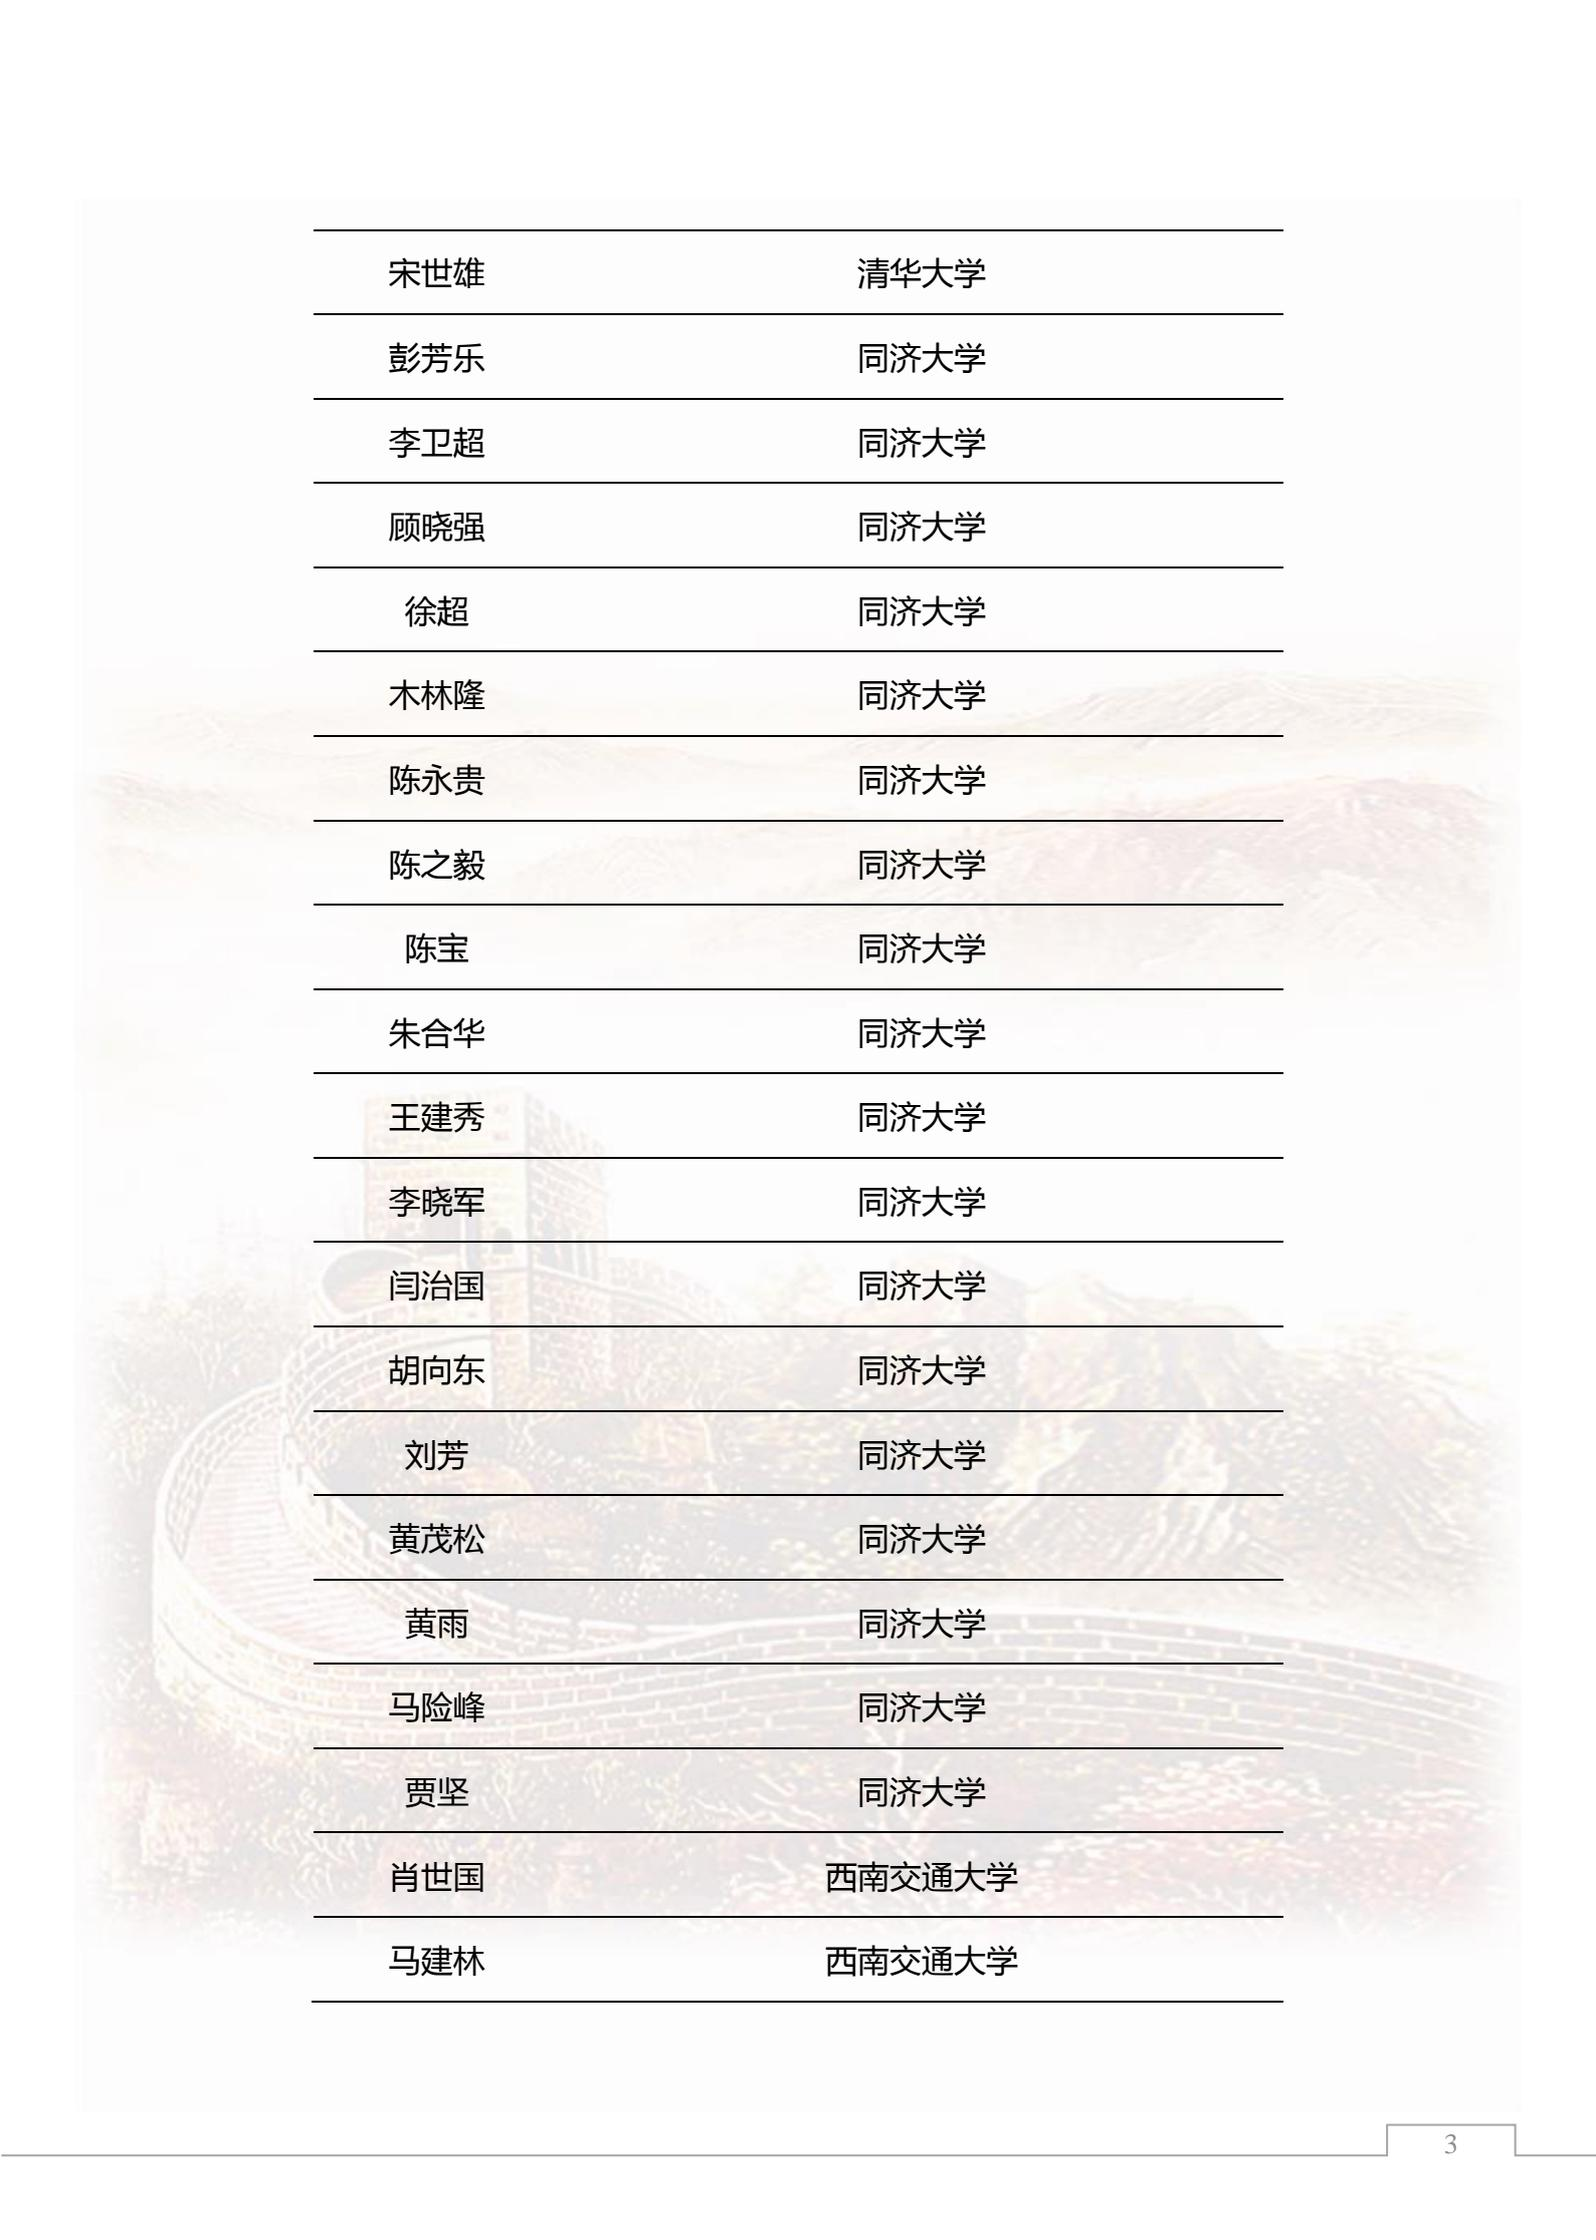 宋世雄 清华大学
彭芳乐 同济大学
李卫超 同济大学
顾晓强 同济大学
徐超 同济大学
木林隆 同济大学
陈永贵 同济大学
陈之毅 同济大学
陈宝 同济大学
朱合华 同济大学
王建秀 同济大学
李晓军 同济大学
闫治国 同济大学
胡向东 同济大学
刘芳 同济大学
黄茂松 同济大学
黄雨 同济大学
马险峰 同济大学
贾坚 同济大学
肖世国 西南交通大学
马建林 西南交通大学
3